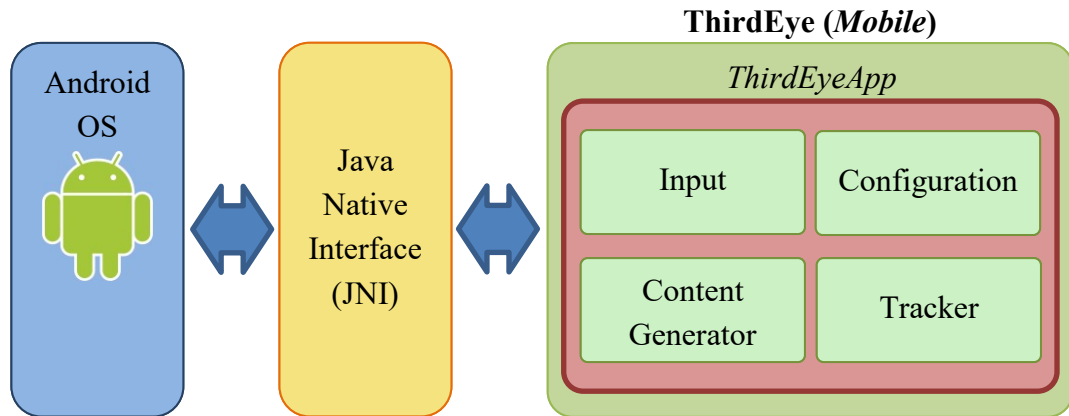 ThirdEye (Mobile)
Android
OS
Java
Native
Interface
(JNI)
ThirdEyeApp
Input
Configuration
Content
Generator
Tracker